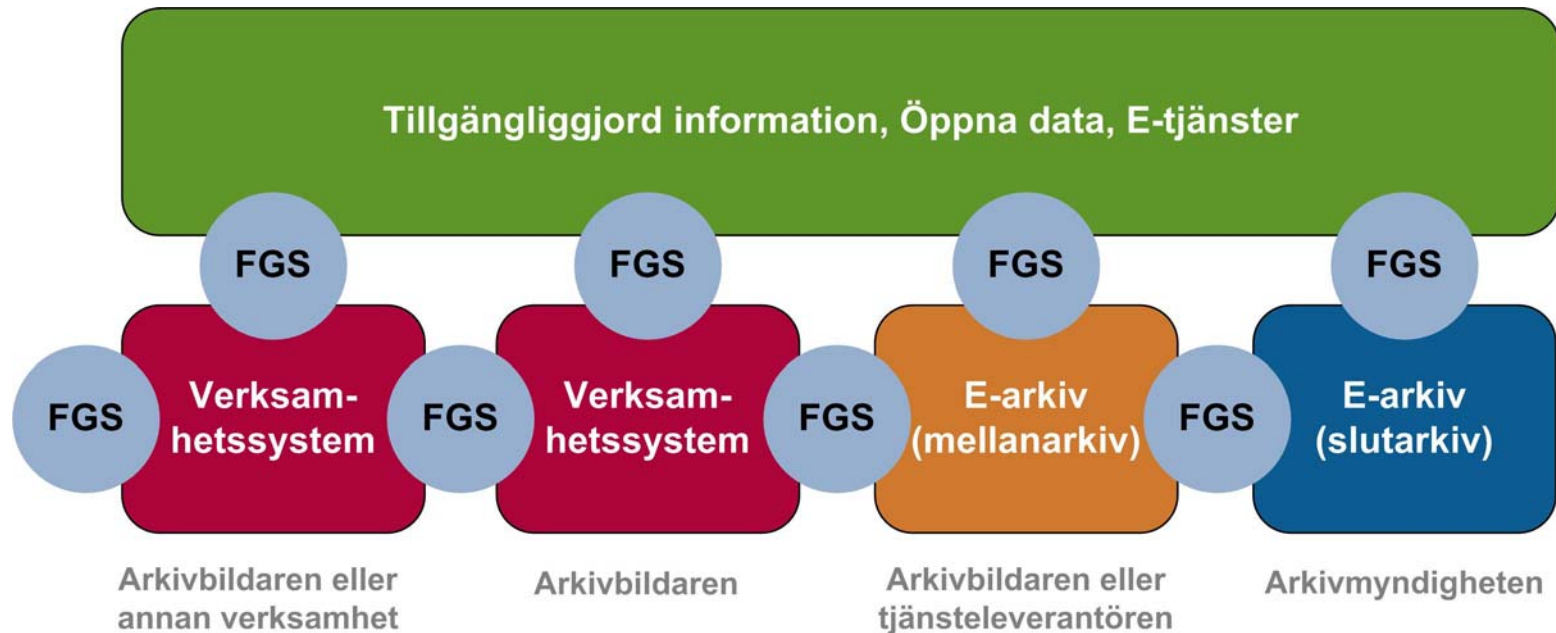 Tillgängliggjord information, Öppna data, E-tjänster
FGS
FGS
FGS
FGS
FGS
Verksam-
hetssystem
FGS
Verksam-
hetssystem
FGS
E-arkiv
(mellanarkiv)
FGS
E-arkiv
(slutarkiv)
Arkivbildaren eller
annan verksamhet
Arkivbildaren
Arkivbildaren eller
tjänsteleverantören
Arkivmyndigheten